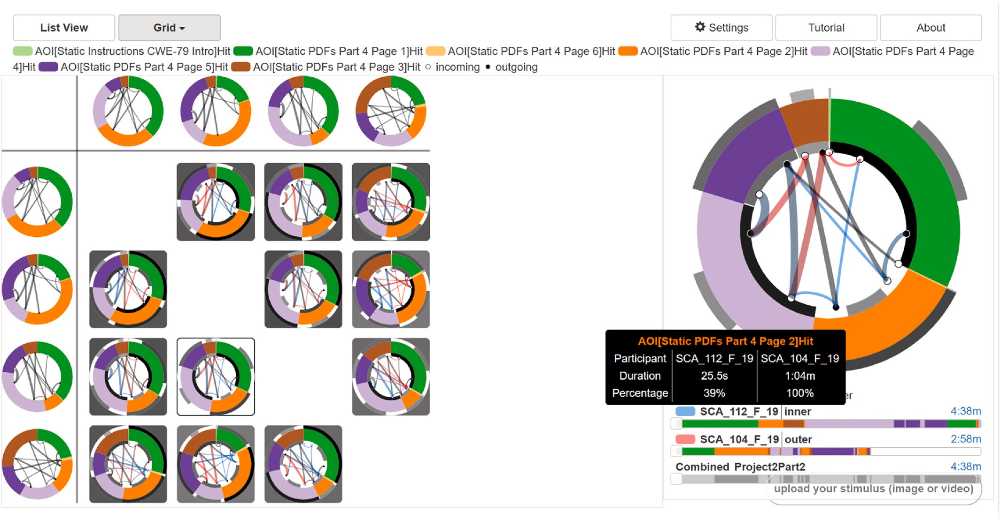 List View Grid Settings Tutorial About
AOI[Static Instructions CWE-79 Intro]Hit AOI[Static PDFs Part 4 Page 1]Hit AOI[Static PDFs Part 4 Page 6]Hit AOI[Static PDFs Part 4 Page 2]Hit AOI[Static PDFs Part 4 Page
4]Hit AOI[Static PDFs Part 4 Page 5]Hit AOI[Static PDFs Part 4 Page 3]Hit incoming outgoing
AOI[Static PDFs Part 4 Page 2]Hit
Participant SCA_112_F_19 SCA_104_F_19
Duration 25.5s 1:04m
Percentage 39% 100%
er
SCA_112_F_19 inner 4:38m
SCA_104_F_19 outer 2:58m
Combined Project2Part2 4:38m
upload your stimulus (image or video)